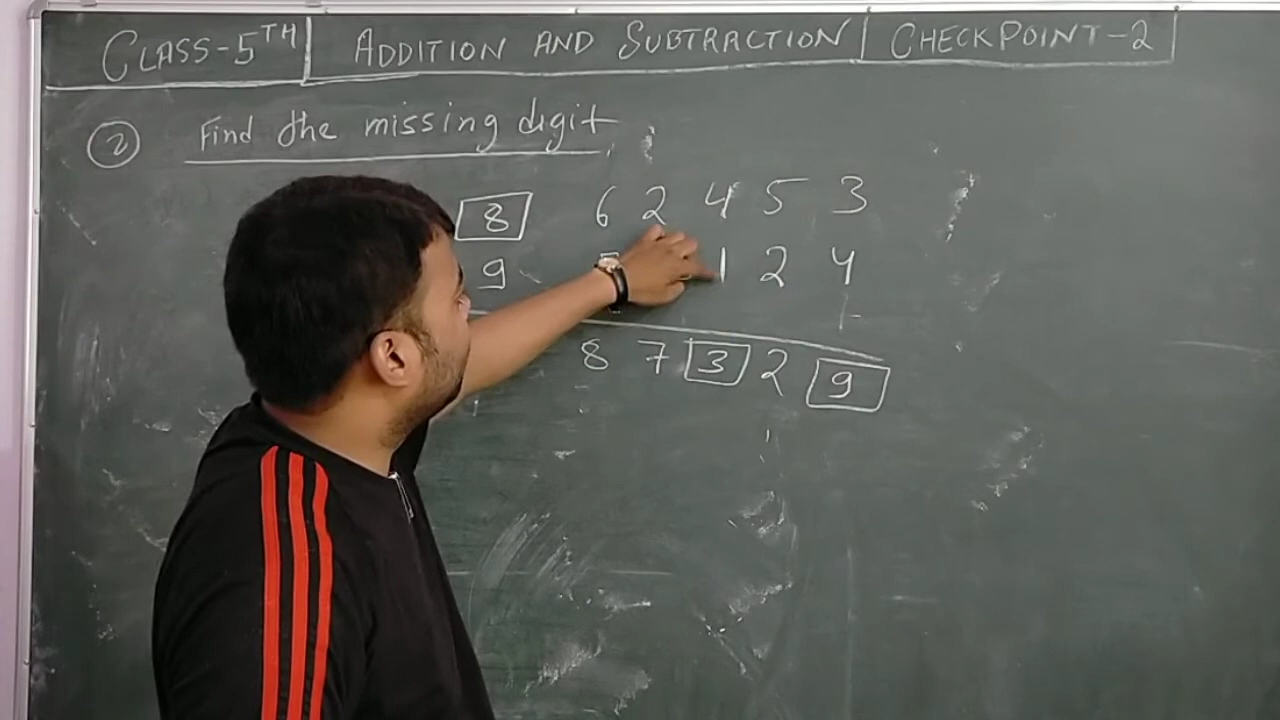 CLASS-5TH | ADDITION AND SUBTRACTION | CHECKPOINT-2
② Find the missing digit
8 6 2 4 5 3
9 1 2 4
8 7 3 2 9